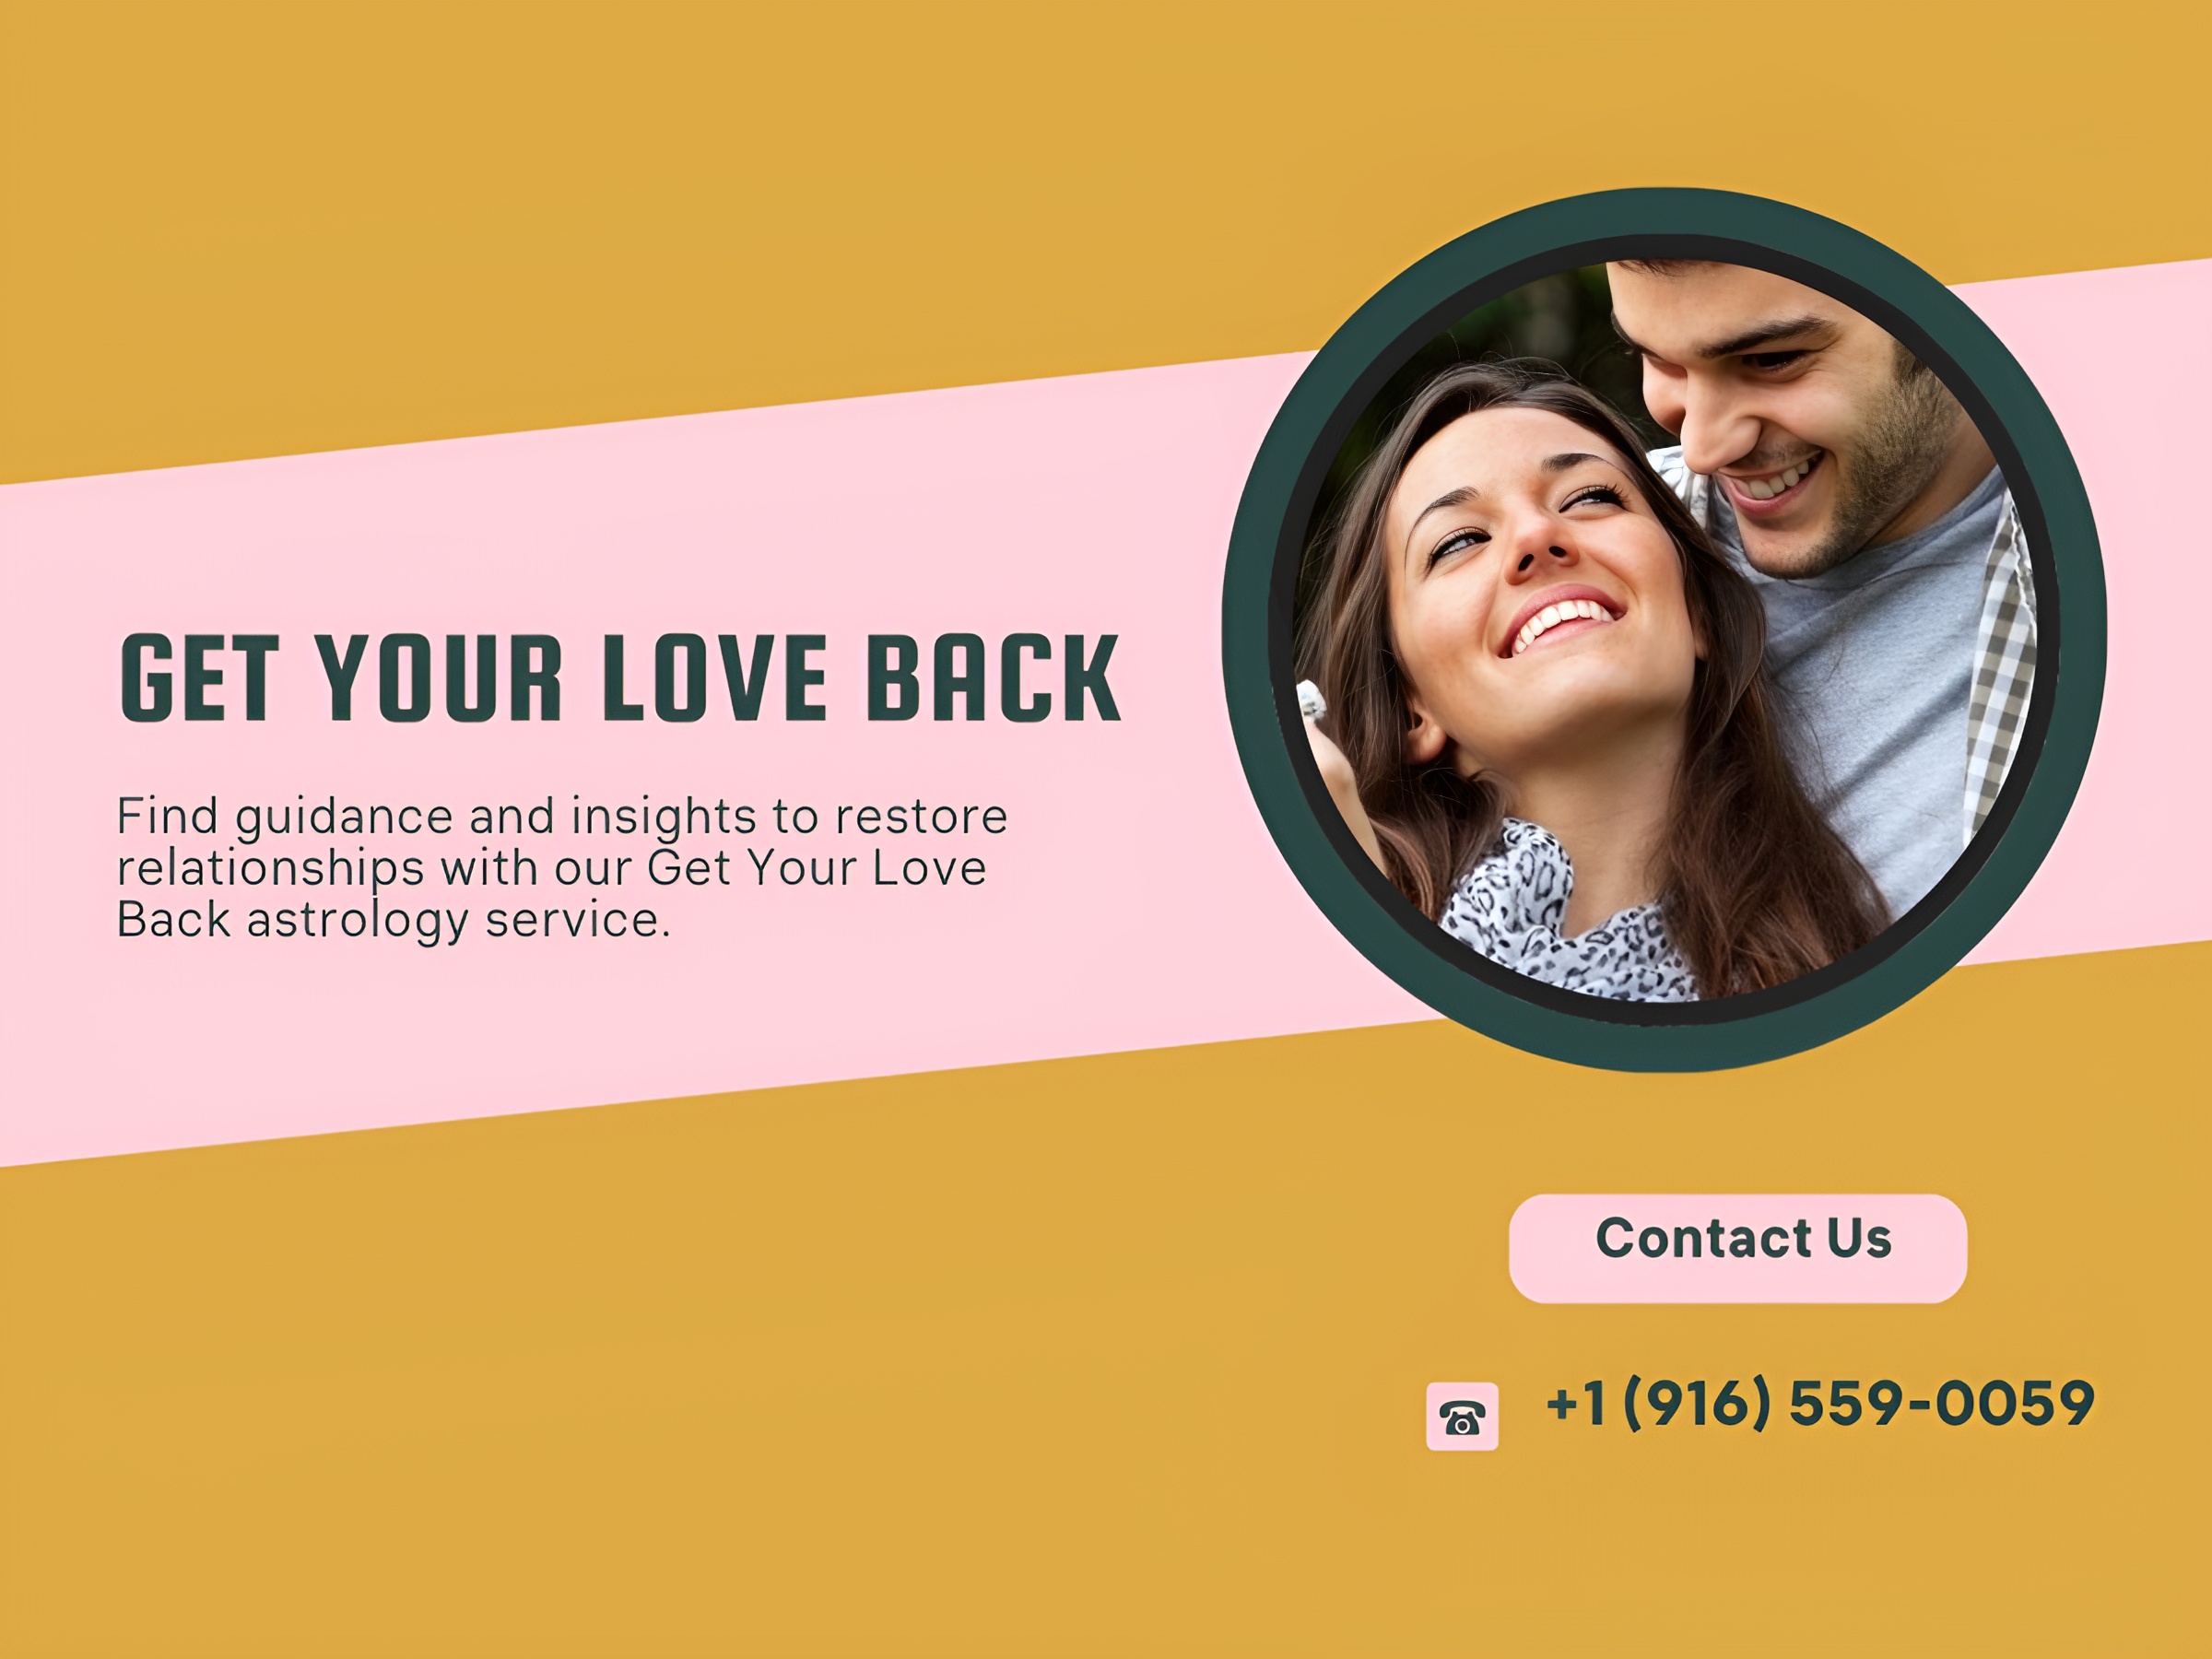 GET YOUR LOVE BACK
Find guidance and insights to restore
relationships with our Get Your Love
Back astrology service.
Contact Us
+1 (916) 559-0059